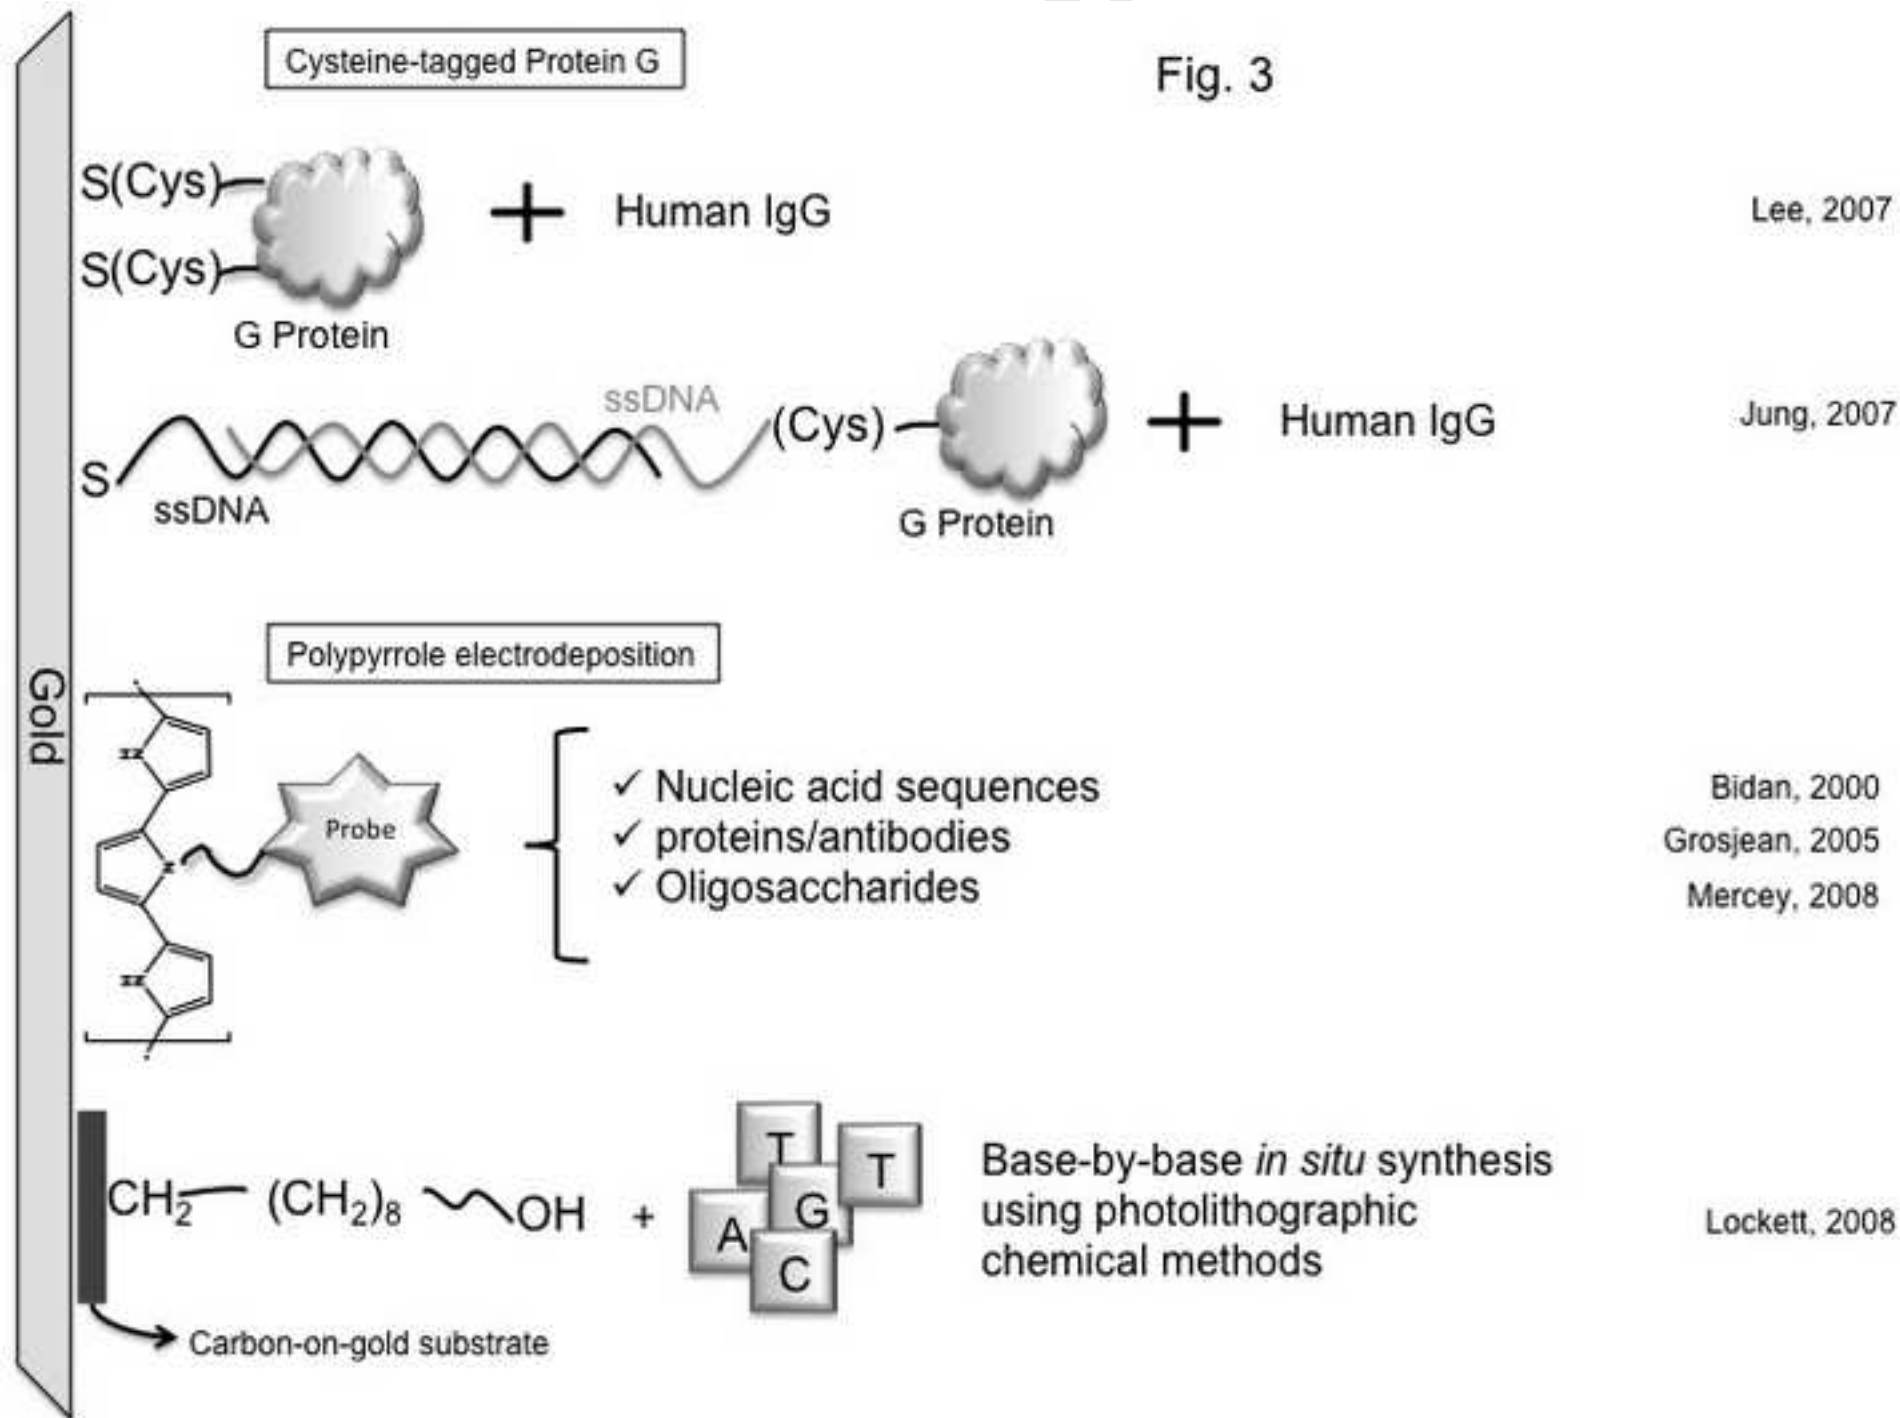 Cysteine-tagged Protein G
Fig. 3
S(Cys)
S(Cys)
+
Human IgG
Lee, 2007
G Protein
ssDNA
(Cys)
+
Human IgG
Jung, 2007
S
ssDNA
G Protein
Gold
Polypyrrole electrodeposition
Probe
✓ Nucleic acid sequences
✓ proteins/antibodies
✓ Oligosaccharides
Bidan, 2000
Grosjean, 2005
Mercey, 2008
CH2
(CH2)8
OH
+
T
T
A
G
C
Base-by-base in situ synthesis
using photolithographic
chemical methods
Lockett, 2008
Carbon-on-gold substrate